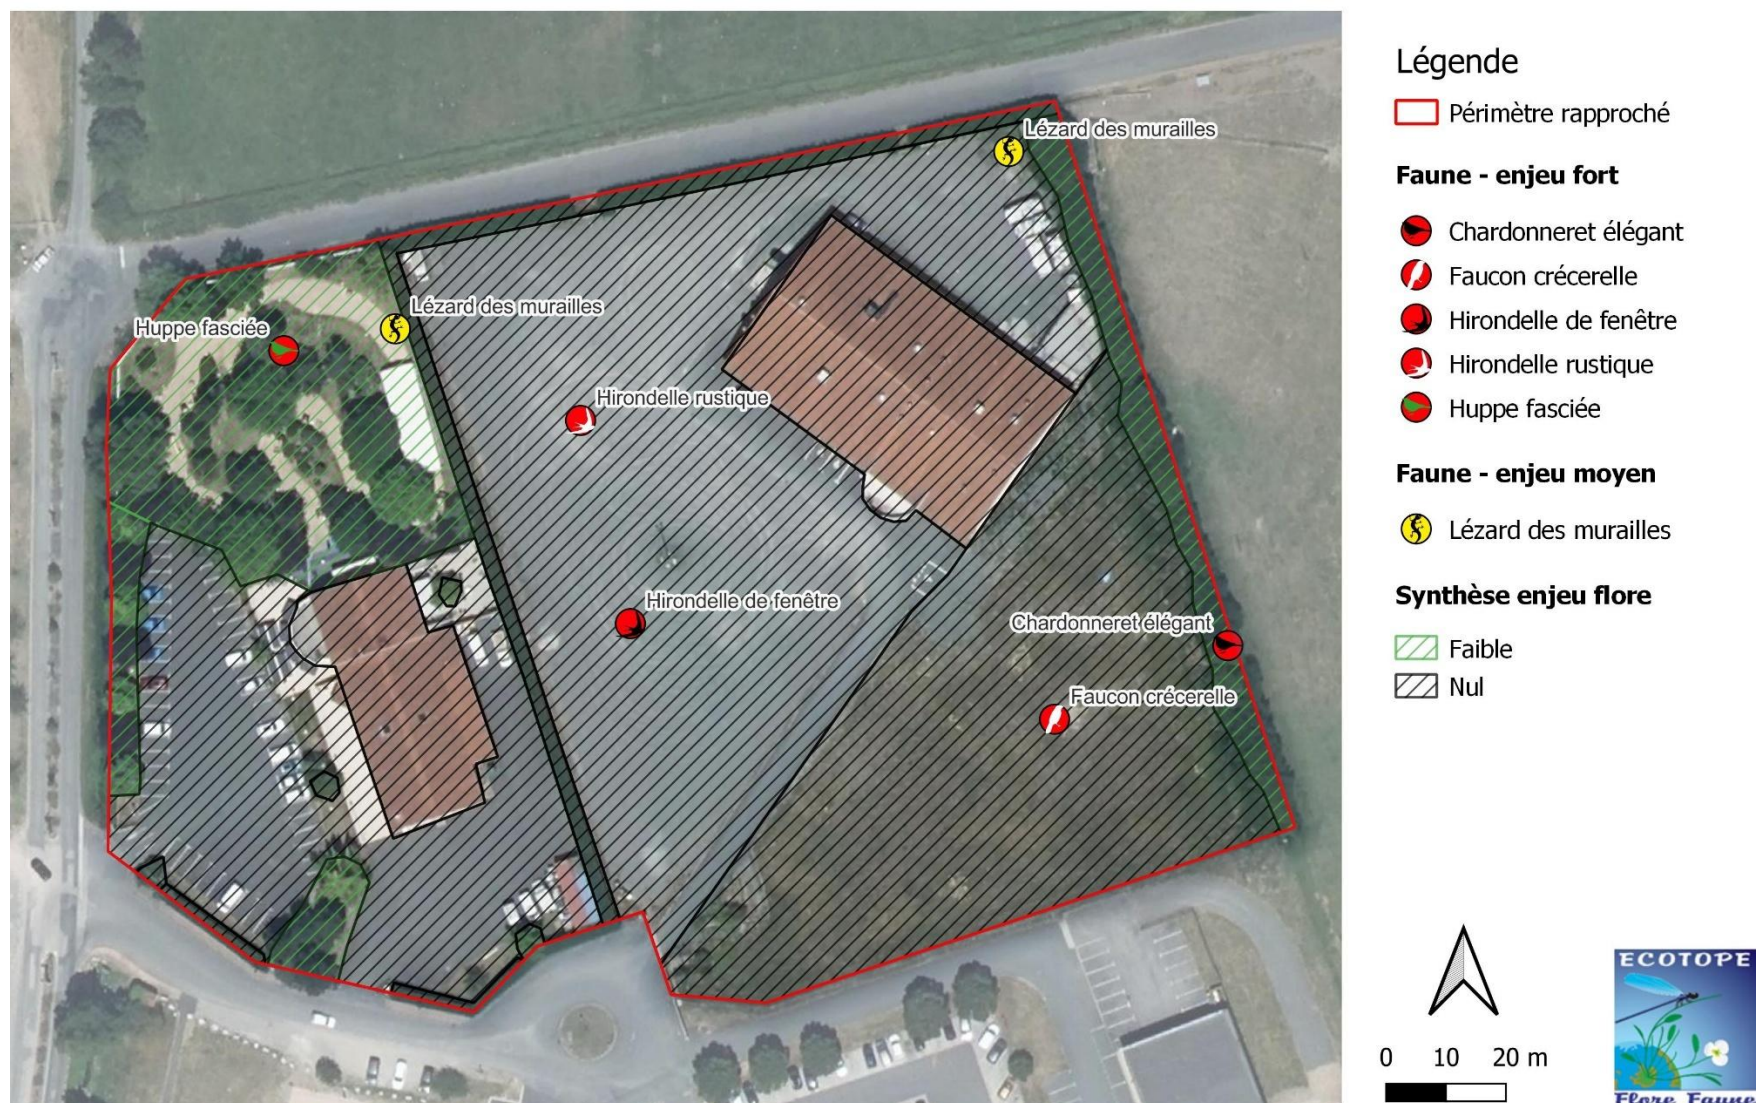 Lézard des murailles
Lézard des murailles
Huppe fasciée
Hirondelle rustique
Hirondelle de fenêtre
Chardonneret élégant
Faucon crécerelle
Légende
Périmètre rapproché
Faune - enjeu fort
Chardonneret élégant
Faucon crécerelle
Hirondelle de fenêtre
Hirondelle rustique
Huppe fasciée
Faune - enjeu moyen
Lézard des murailles
Synthèse enjeu flore
Faible
Nul
0 10 20 m
ECOTOPE
Flore Faune